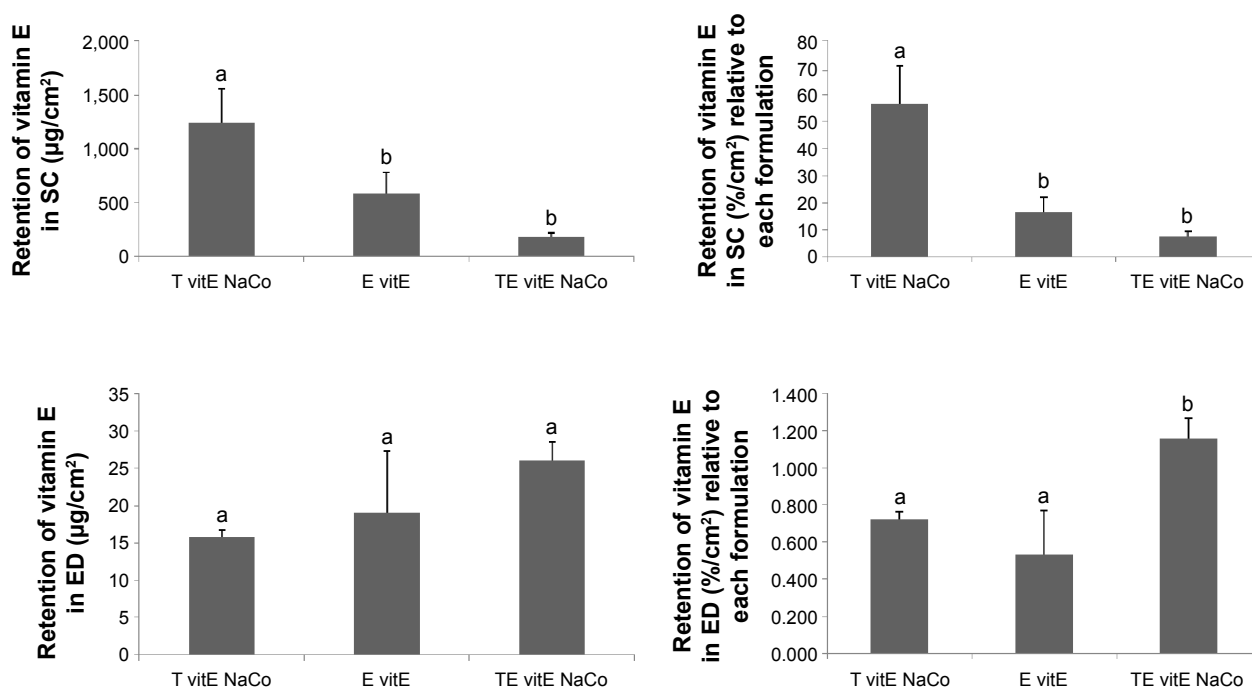 Retention of vitamin E
in SC (µg/cm²)
2,000
1,500
1,000
500
0
a
b
b
T vitE NaCo
E vitE
TE vitE NaCo
Retention of vitamin E
in SC (%/cm²) relative to
each formulation
80
70
60
50
40
30
20
10
0
a
b
b
T vitE NaCo
E vitE
TE vitE NaCo
Retention of vitamin E
in ED (µg/cm²)
35
30
25
20
15
10
5
0
a
a
a
T vitE NaCo
E vitE
TE vitE NaCo
Retention of vitamin E
in ED (%/cm²) relative to
each formulation
1.400
1.200
1.000
0.800
0.600
0.400
0.200
0.000
a
a
b
T vitE NaCo
E vitE
TE vitE NaCo